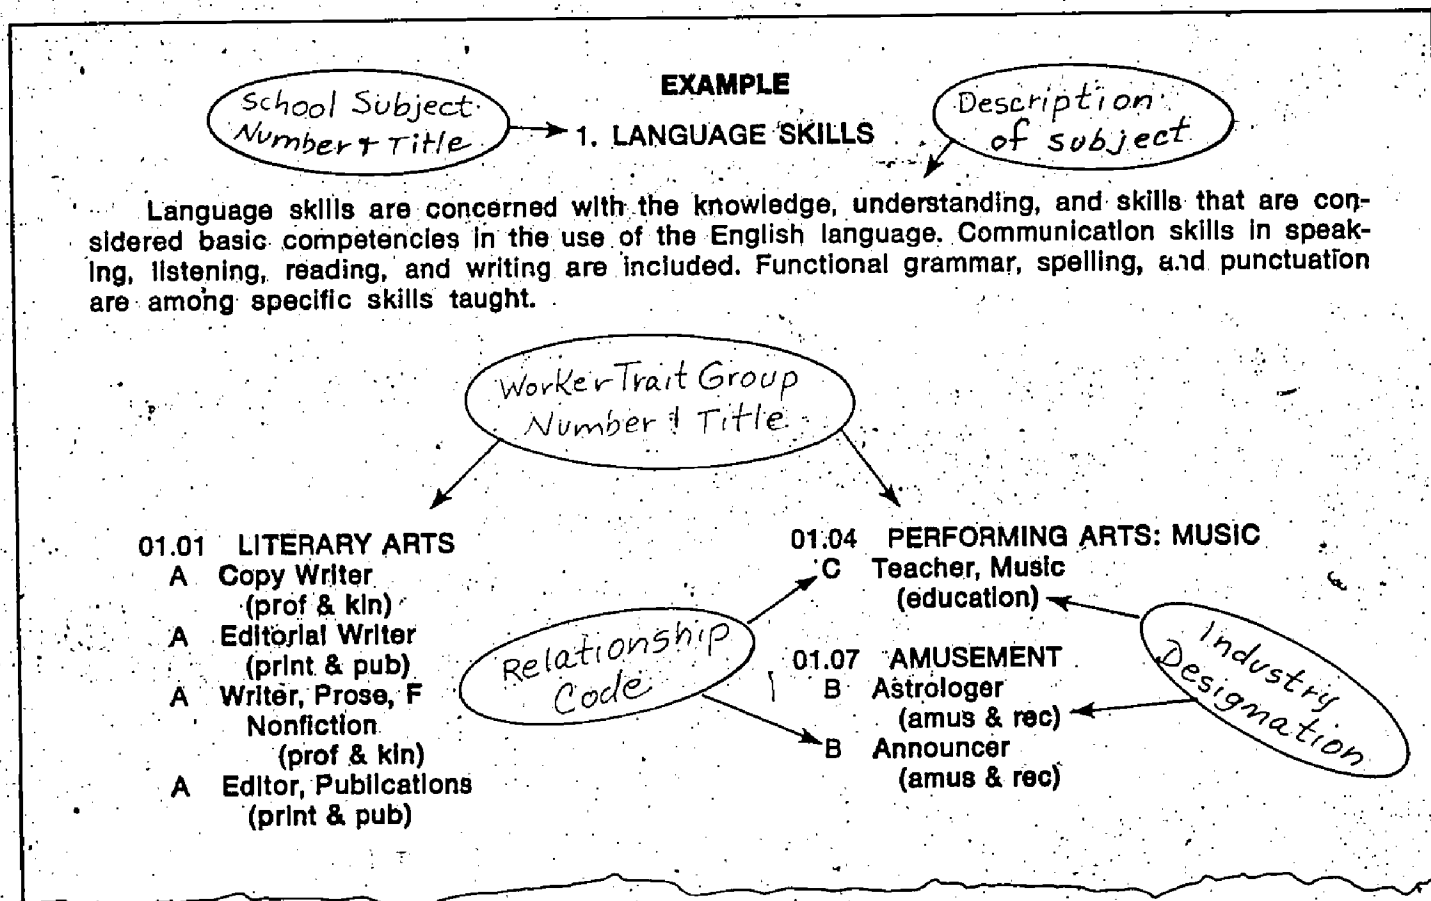 EXAMPLE
School Subject
Number + Title
1. LANGUAGE SKILLS
Description
of subject
Language skills are concerned with the knowledge, understanding, and skills that are con-
sidered basic competencies in the use of the English language. Communication skills in speak-
ing, listening, reading, and writing are included. Functional grammar, spelling, and punctuation
are among specific skills taught.
Worker Trait Group
Number & Title
01.01 LITERARY ARTS
A Copy Writer
(prof & kin)
A Editorial Writer
(print & pub)
A Writer, Prose, F
Nonfiction
(prof & kin)
A Editor, Publications
(print & pub)
Relationship
Code
01.04 PERFORMING ARTS: MUSIC
C Teacher, Music
(education)
01.07 AMUSEMENT
B Astrologer
(amus & rec)
B Announcer
(amus & rec)
Industry
Designation